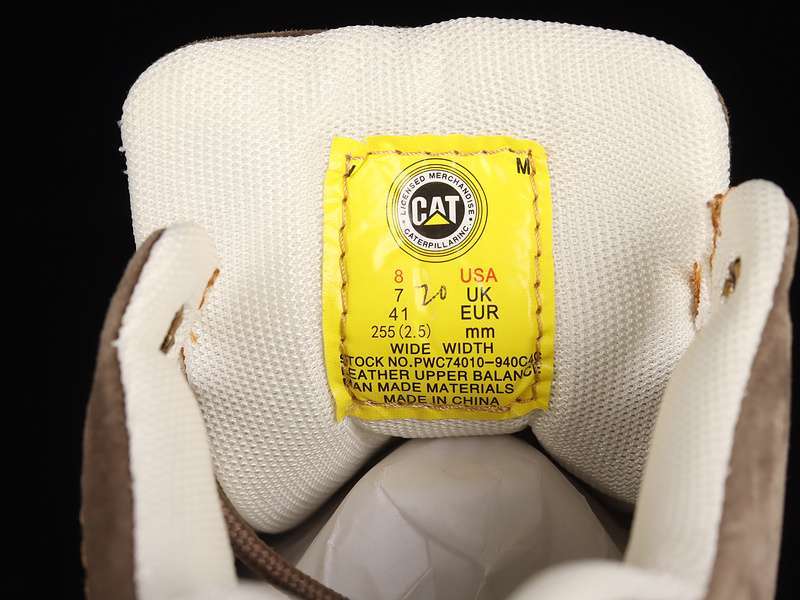 M
LICENSED MERCHANDISE
CAT
CATERPILLAR INC.
8 USA
7 20 UK
41 EUR
255 (2.5) mm
WIDE WIDTH
STOCK NO.PWC74010-940C4G
LEATHER UPPER BALANCE
MAN MADE MATERIALS
MADE IN CHINA